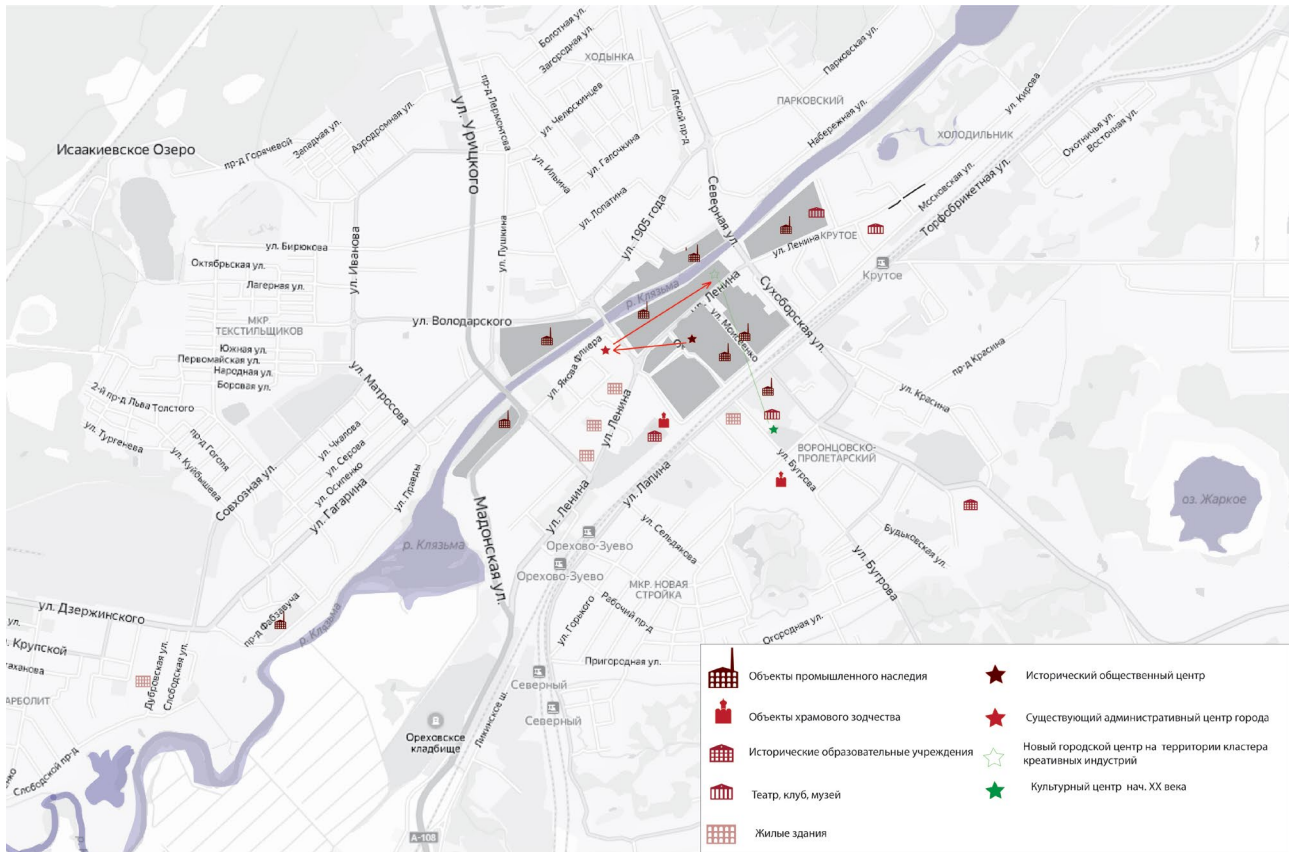 Болотная ул.
Загородная ул.
ХОДЫНКА
Парковская ул.
пр-д Лермонтова
ул. Урицкого
ул. Челюскинцев
Лесной пр-д
ПАРКОВСКИЙ
ул. Кирова
Набережная ул.
ХОЛОДИЛЬНИК
Охотничья ул.
Восточная ул.
Исаакиевское Озеро
пр-д Горячевой
Западная ул.
Аэродромная ул.
ул. Галочкина
ул. Ильина
ул. Лопатина
Московская ул.
Торфобрикетная ул.
Северная ул.
ул. 1905 года
ул. Пушкина
КРУТОЕ
ул. Ленина
ул. Бирюкова
ул. Иванова
Октябрьская ул.
Лагерная ул.
Крутое
р. Клязьма
ул. Ленина
Сухоборская ул.
МКР.
ТЕКСТИЛЬЩИКОВ
ул. Володарского
ул. Моисеенко
Южная ул.
Первомайская ул.
Народная ул.
Боровая ул.
ул. Якова Флиера
пр-д Красина
ул. Красина
2-й пр-д Льва Толстого
ул. Матросова
ул. Тургенева
пр-д Гоголя
ул. Куйбышева
ул. Чкалова
ул. Серова
ул. Осипенко
ул. Гагарина
Совхозная ул.
ул. Правды
ул. Ленина
ВОРОНЦОВСКО-
ПРОЛЕТАРСКИЙ
ул. Бугрова
ул. Лапина
оз. Жаркое
ул. Ленина
Мадонская ул.
р. Клязьма
Орехово-Зуево
Орехово-Зуево
ул. Сельдякова
Будьковская ул.
ул. Бугрова
МКР. НОВАЯ
СТРОЙКА
Рабочий пр-д
ул. Горького
Огородная ул.
Пригородная ул.
ул. Дзержинского
пр-д Фабзавуча
р. Клязьма
Крупской
АРБОЛИТ
Дубровская ул.
Слободская ул.
Северный
Северный
Ореховское
кладбище
Ликинское ш.
Слободской пр-д
А-108
Объекты промышленного наследия
Объекты храмового зодчества
Исторические образовательные учреждения
Театр, клуб, музей
Жилые здания
Исторический общественный центр
Существующий административный центр города
Новый городской центр на территории кластера
креативных индустрий
Культурный центр нач. XX века